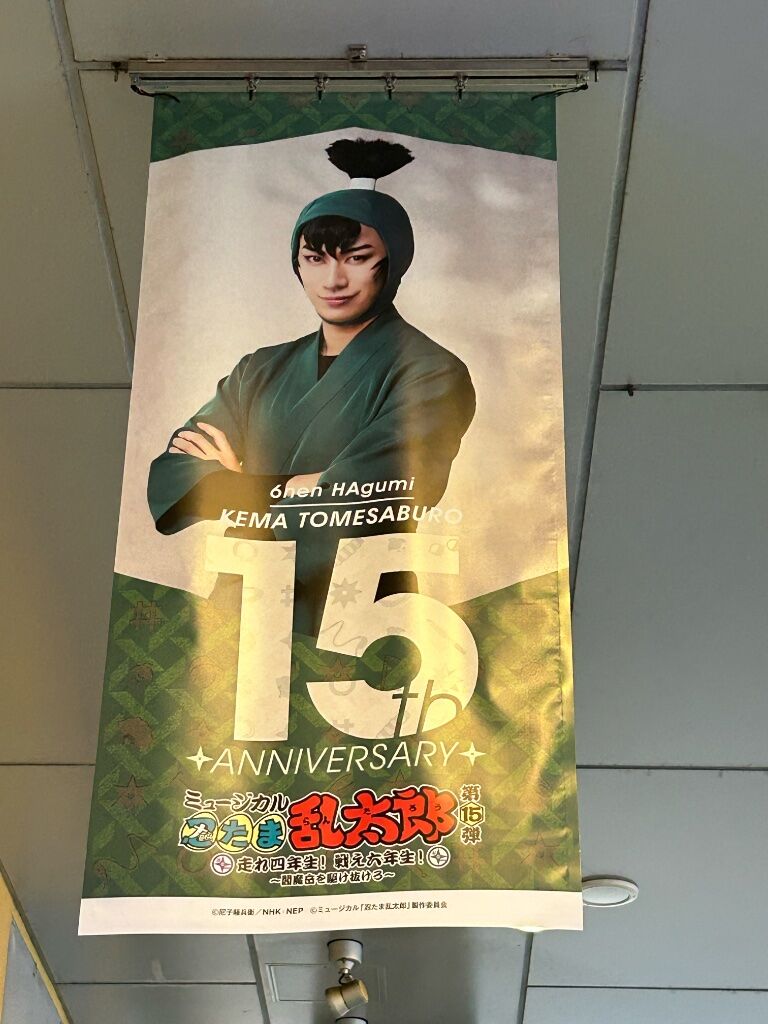 6nen HAgumi
KEMA TOMESABURO
15th
ANNIVERSARY
ミュージカル
忍たま 乱太郎 第15弾
走れ四年生！ 戦え六年生！
～閻魔岳を駆け抜けろ～
©尼子騒兵衛／NHK・NEP ©ミュージカル「忍たま乱太郎」製作委員会